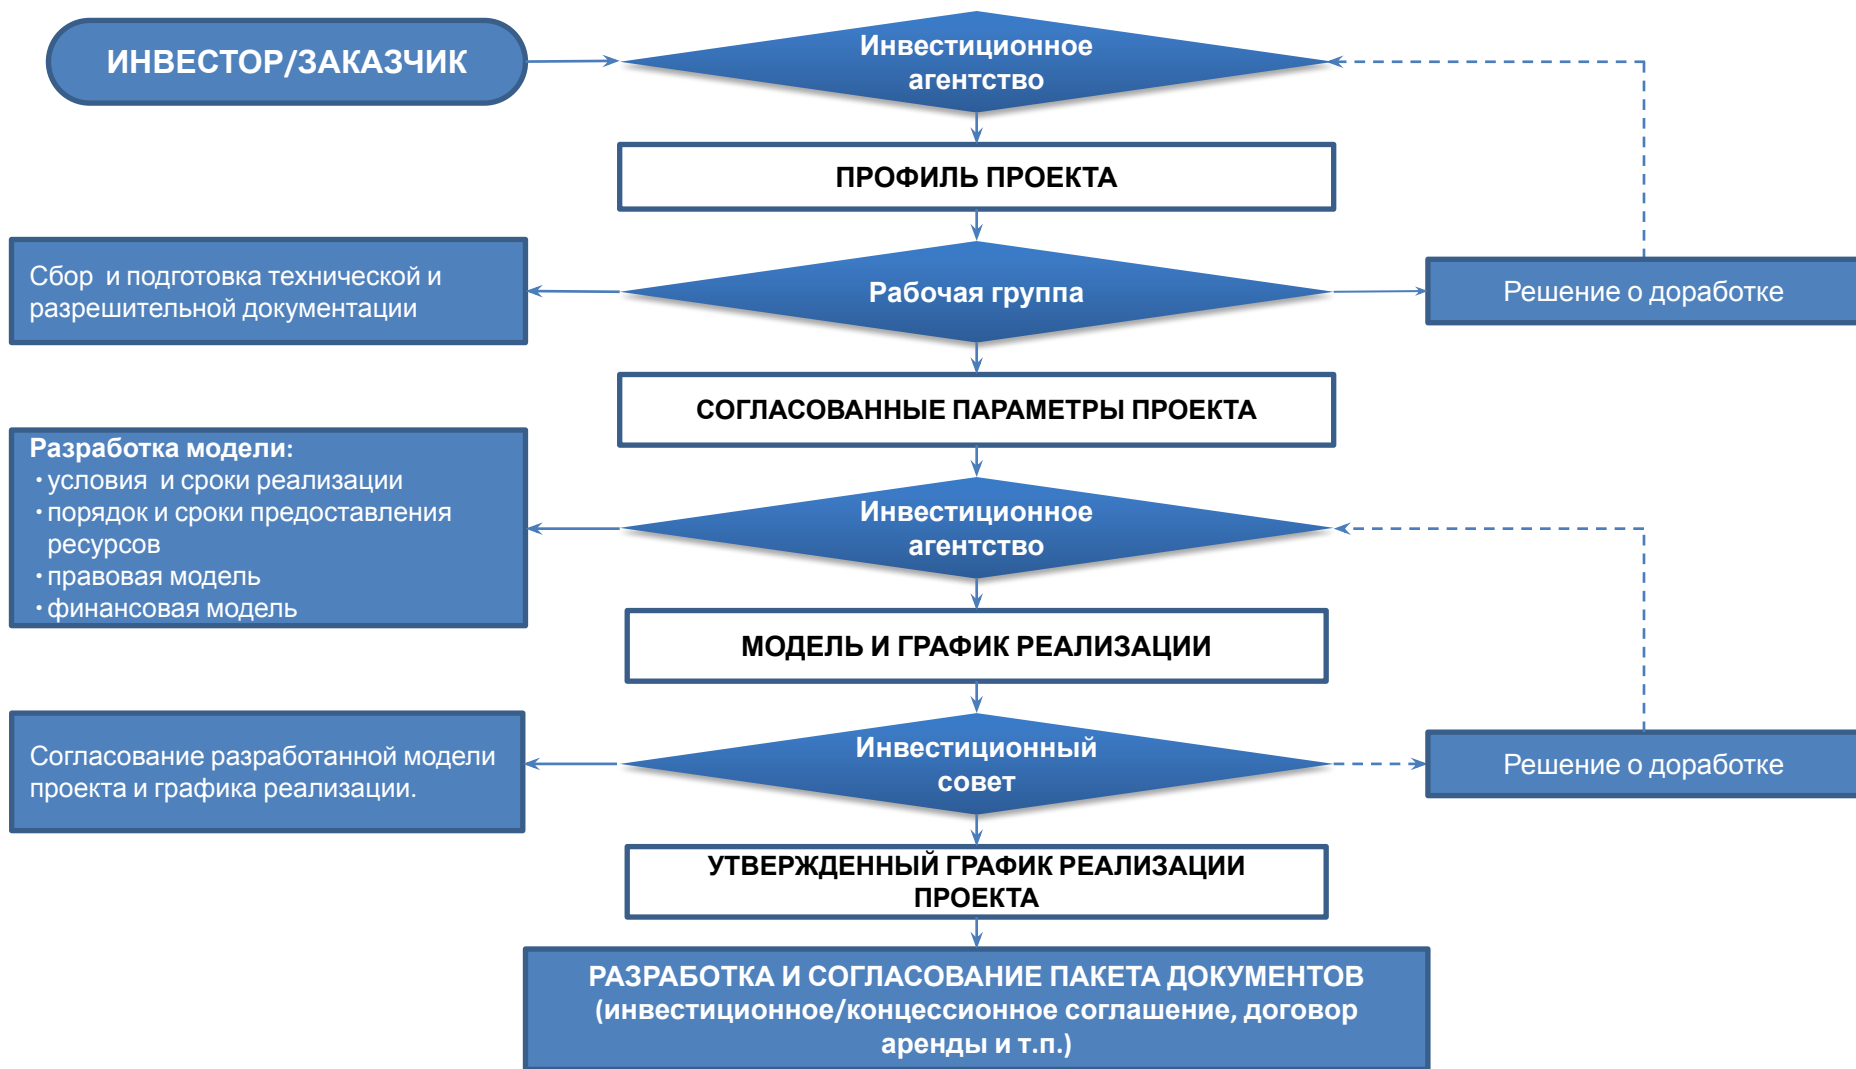 ИНВЕСТОР/ЗАКАЗЧИК
Инвестиционное
агентство
ПРОФИЛЬ ПРОЕКТА
Сбор  и подготовка технической и
разрешительной документации
Рабочая группа
Решение о доработке
СОГЛАСОВАННЫЕ ПАРАМЕТРЫ ПРОЕКТА
Разработка модели:
· условия  и сроки реализации
· порядок и сроки предоставления
ресурсов
· правовая модель
· финансовая модель
Инвестиционное
агентство
МОДЕЛЬ И ГРАФИК РЕАЛИЗАЦИИ
Согласование разработанной модели
проекта и графика реализации.
Инвестиционный
совет
Решение о доработке
УТВЕРЖДЕННЫЙ ГРАФИК РЕАЛИЗАЦИИ
ПРОЕКТА
РАЗРАБОТКА И СОГЛАСОВАНИЕ ПАКЕТА ДОКУМЕНТОВ
(инвестиционное/концессионное соглашение, договор
аренды и т.п.)